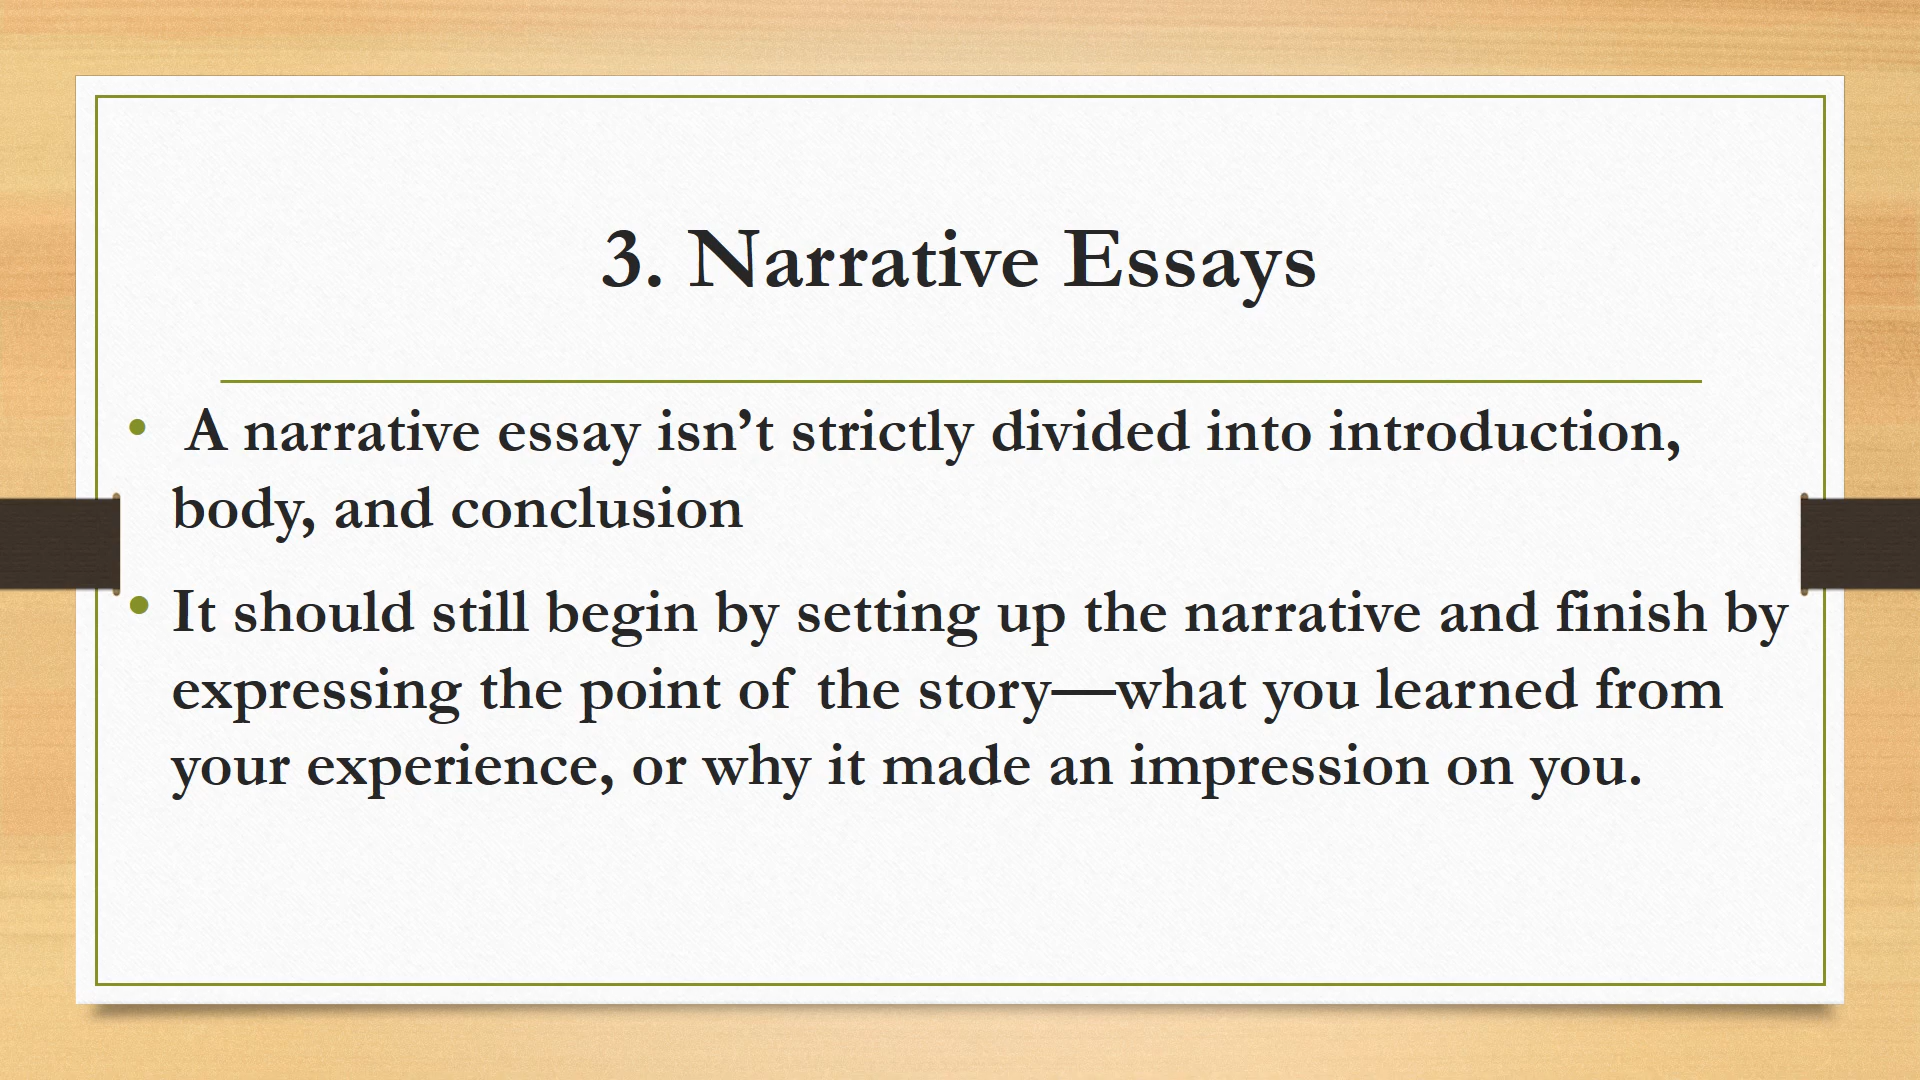 3. Narrative Essays
• A narrative essay isn’t strictly divided into introduction,
body, and conclusion
• It should still begin by setting up the narrative and finish by
expressing the point of the story—what you learned from
your experience, or why it made an impression on you.